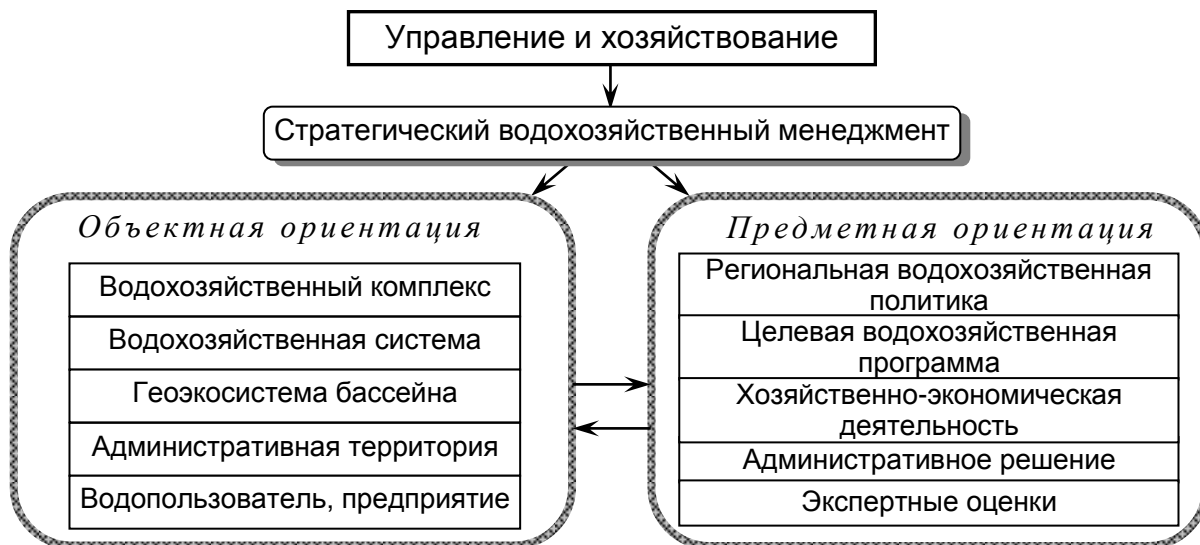 Управление и хозяйствование
Стратегический водохозяйственный менеджмент
Объектная ориентация
Водохозяйственный комплекс
Водохозяйственная система
Геоэкосистема бассейна
Административная территория
Водопользователь, предприятие
Предметная ориентация
Региональная водохозяйственная
политика
Целевая водохозяйственная
программа
Хозяйственно-экономическая
деятельность
Административное решение
Экспертные оценки